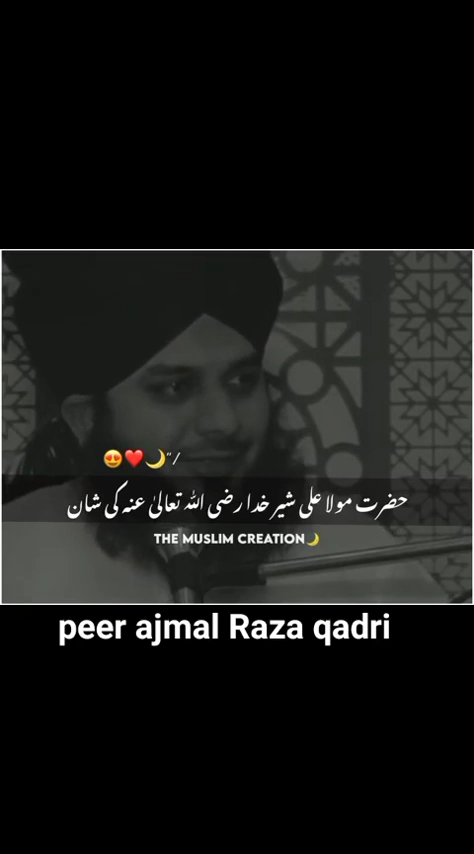 😍❤️🌙"/
حضرت مولا علی شیر خدا رضی اللہ تعالیٰ عنہ کی شان
THE MUSLIM CREATION🌙
peer ajmal Raza qadri